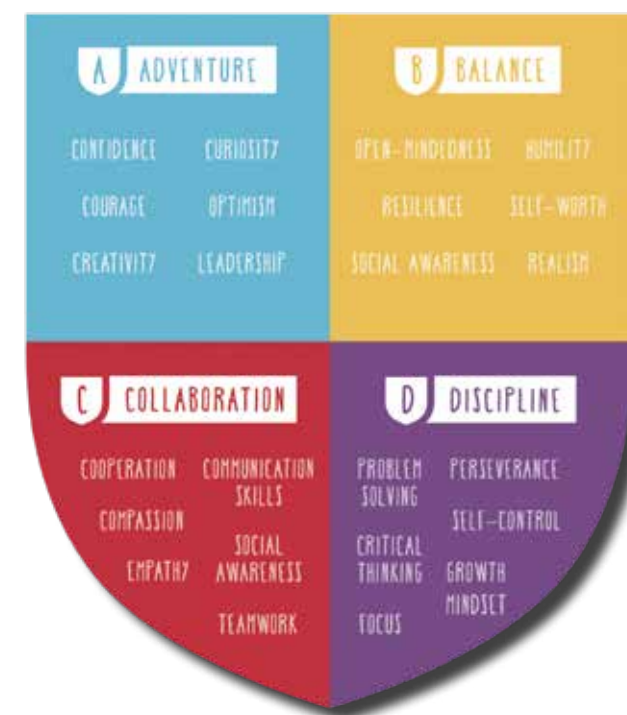 A ADVENTURE
CONFIDENCE CURIOSITY
COURAGE OPTIMISM
CREATIVITY LEADERSHIP
B BALANCE
OPEN-MINDEDNESS HUMILITY
RESILIENCE SELF-WORTH
SOCIAL AWARENESS REALISM
C COLLABORATION
COOPERATION
COMPASSION
EMPATHY
COMMUNICATION
SKILLS
SOCIAL
AWARENESS
TEAMWORK
D DISCIPLINE
PROBLEM
SOLVING
CRITICAL
THINKING
FOCUS
PERSEVERANCE
SELF-CONTROL
GROWTH
MINDSET